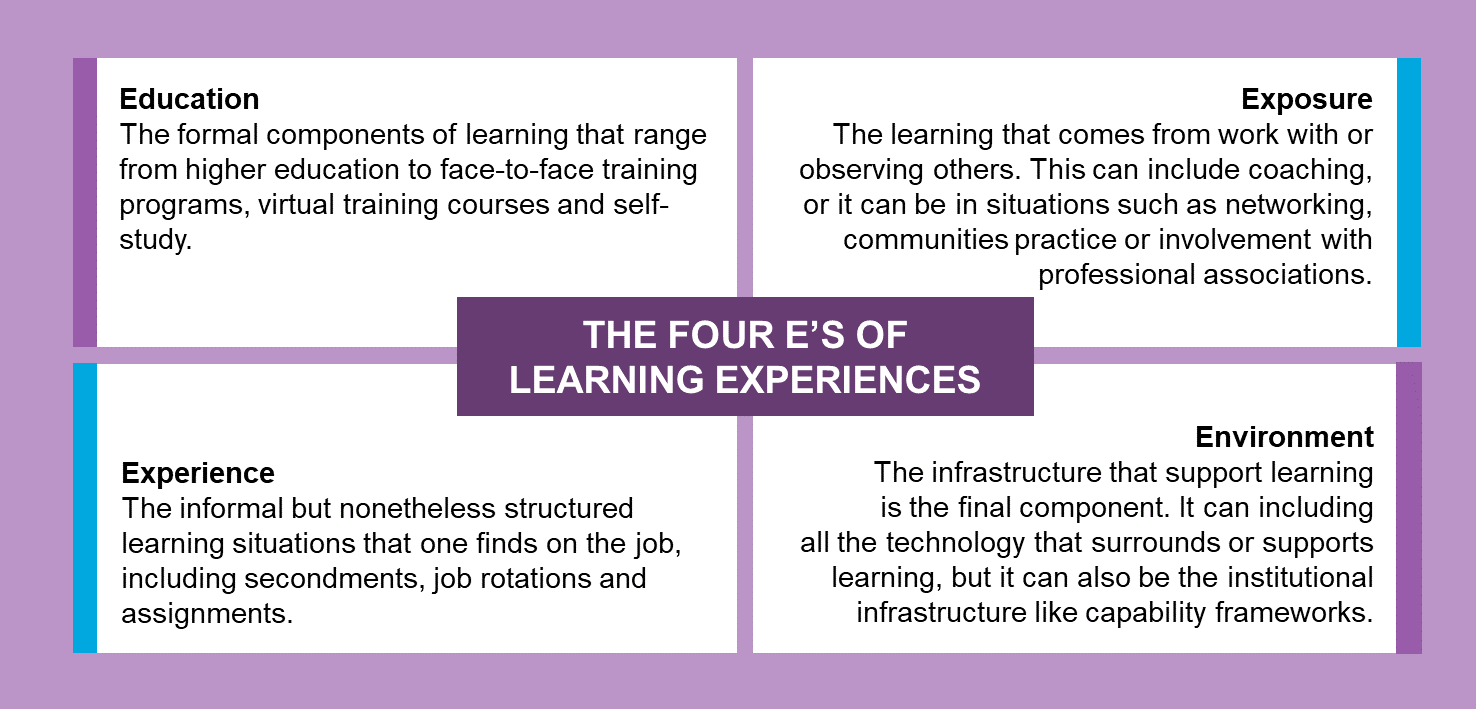 Education
The formal components of learning that range
from higher education to face-to-face training
programs, virtual training courses and self-
study.
Exposure
The learning that comes from work with or
observing others. This can include coaching,
or it can be in situations such as networking,
communities practice or involvement with
professional associations.
THE FOUR E’S OF
LEARNING EXPERIENCES
Experience
The informal but nonetheless structured
learning situations that one finds on the job,
including secondments, job rotations and
assignments.
Environment
The infrastructure that support learning
is the final component. It can including
all the technology that surrounds or supports
learning, but it can also be the institutional
infrastructure like capability frameworks.